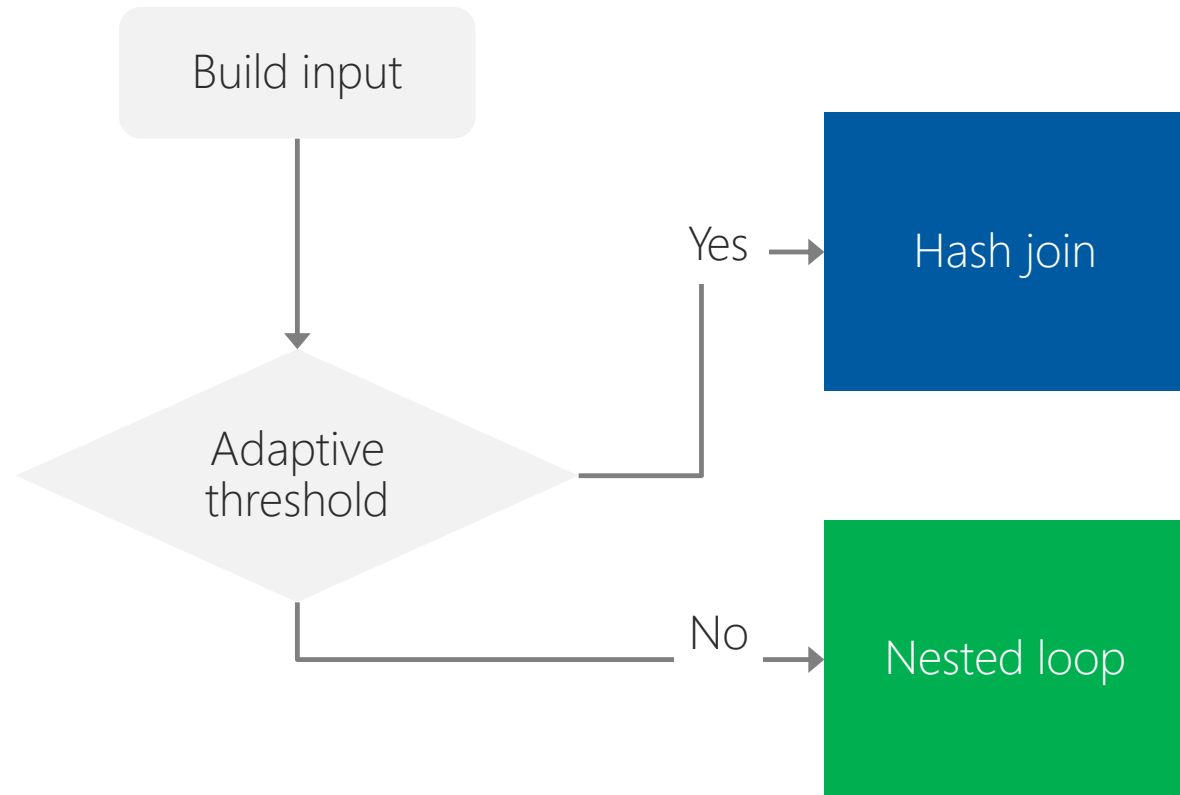 Build input
Yes
Hash join
Adaptive
threshold
No
Nested loop